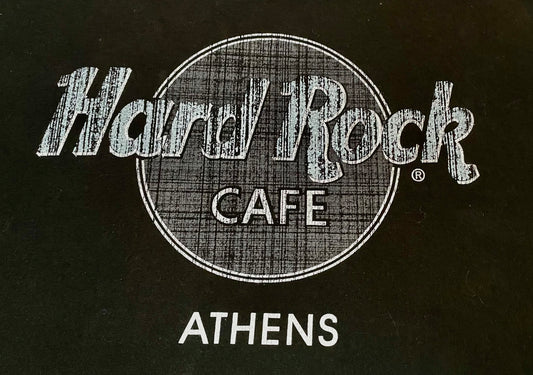 Hard Rock
®
CAFE
ATHENS